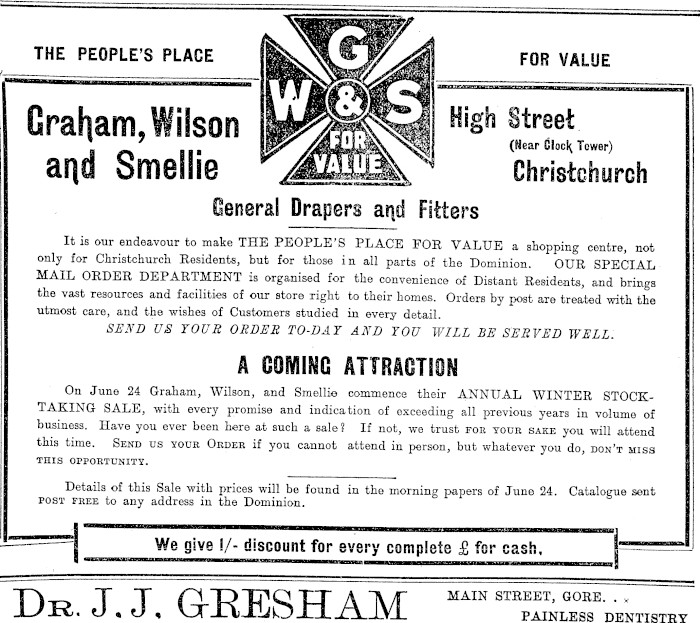 THE PEOPLE'S PLACE
FOR VALUE
G
W & S
FOR
VALUE
Graham, Wilson
and Smellie
High Street
(Near Clock Tower)
Christchurch
General Drapers and Fitters
It is our endeavour to make THE PEOPLE'S PLACE FOR VALUE a shopping centre, not
only for Christchurch Residents, but for those in all parts of the Dominion. OUR SPECIAL
MAIL ORDER DEPARTMENT is organised for the convenience of Distant Residents, and brings
the vast resources and facilities of our store right to their homes. Orders by post are treated with the
utmost care, and the wishes of Customers studied in every detail.
SEND US YOUR ORDER TO-DAY AND YOU WILL BE SERVED WELL.
A COMING ATTRACTION
On June 24 Graham, Wilson, and Smellie commence their ANNUAL WINTER STOCK-
TAKING SALE, with every promise and indication of exceeding all previous years in volume of
business. Have you ever been here at such a sale? If not, we trust FOR YOUR SAKE you will attend
this time. SEND US YOUR ORDER if you cannot attend in person, but whatever you do, DON'T MISS
THIS OPPORTUNITY.
Details of this Sale with prices will be found in the morning papers of June 24. Catalogue sent
POST FREE to any address in the Dominion.
We give 1/- discount for every complete £ for cash.
DR. J. J. GRESHAM
MAIN STREET, GORE. . .
PAINLESS DENTISTRY